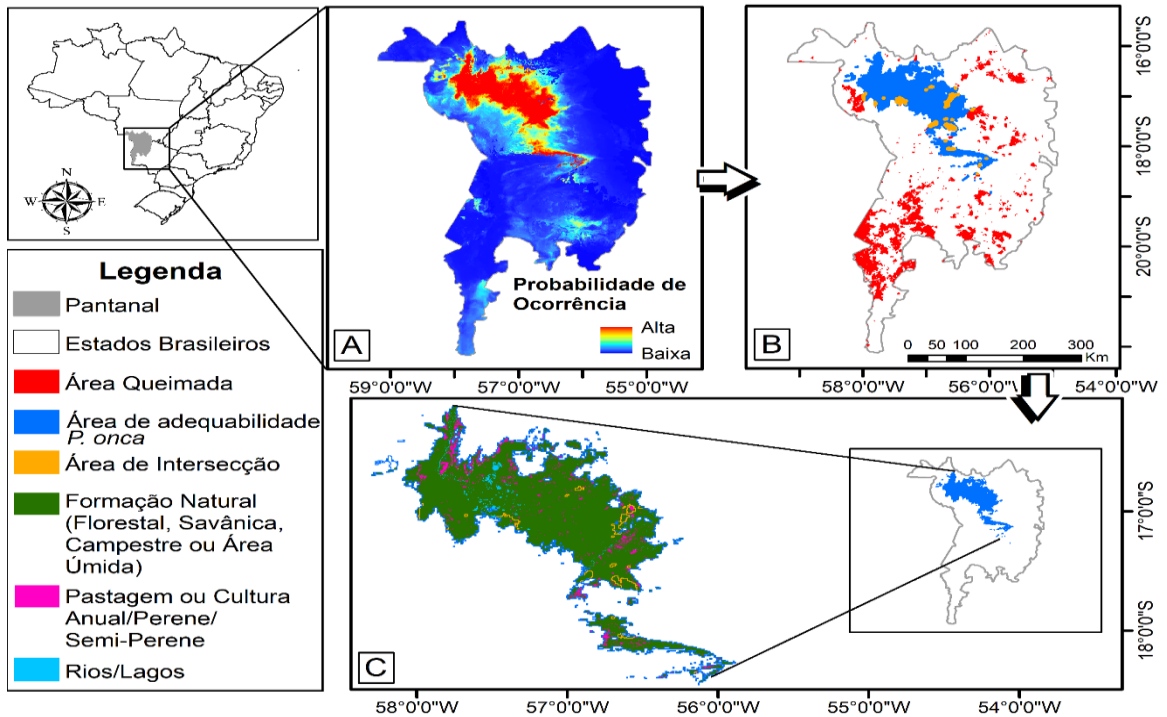 N
W
E
S
Legenda
Pantanal
Estados Brasileiros
Área Queimada
Área de adequabilidade
P. onca
Área de Intersecção
Formação Natural
(Florestal, Savânica,
Campestre ou Área
Úmida)
Pastagem ou Cultura
Anual/Perene/
Semi-Perene
Rios/Lagos
A
Probabilidade de
Ocorrência
Alta
Baixa
59°0'0"W
57°0'0"W
55°0'0"W
B
0 50 100 200 300
Km
16°0'0"S
18°0'0"S
20°0'0"S
58°0'0"W
56°0'0"W
54°0'0"W
C
17°0'0"S
18°0'0"S
58°0'0"W
57°0'0"W
56°0'0"W
55°0'0"W
54°0'0"W